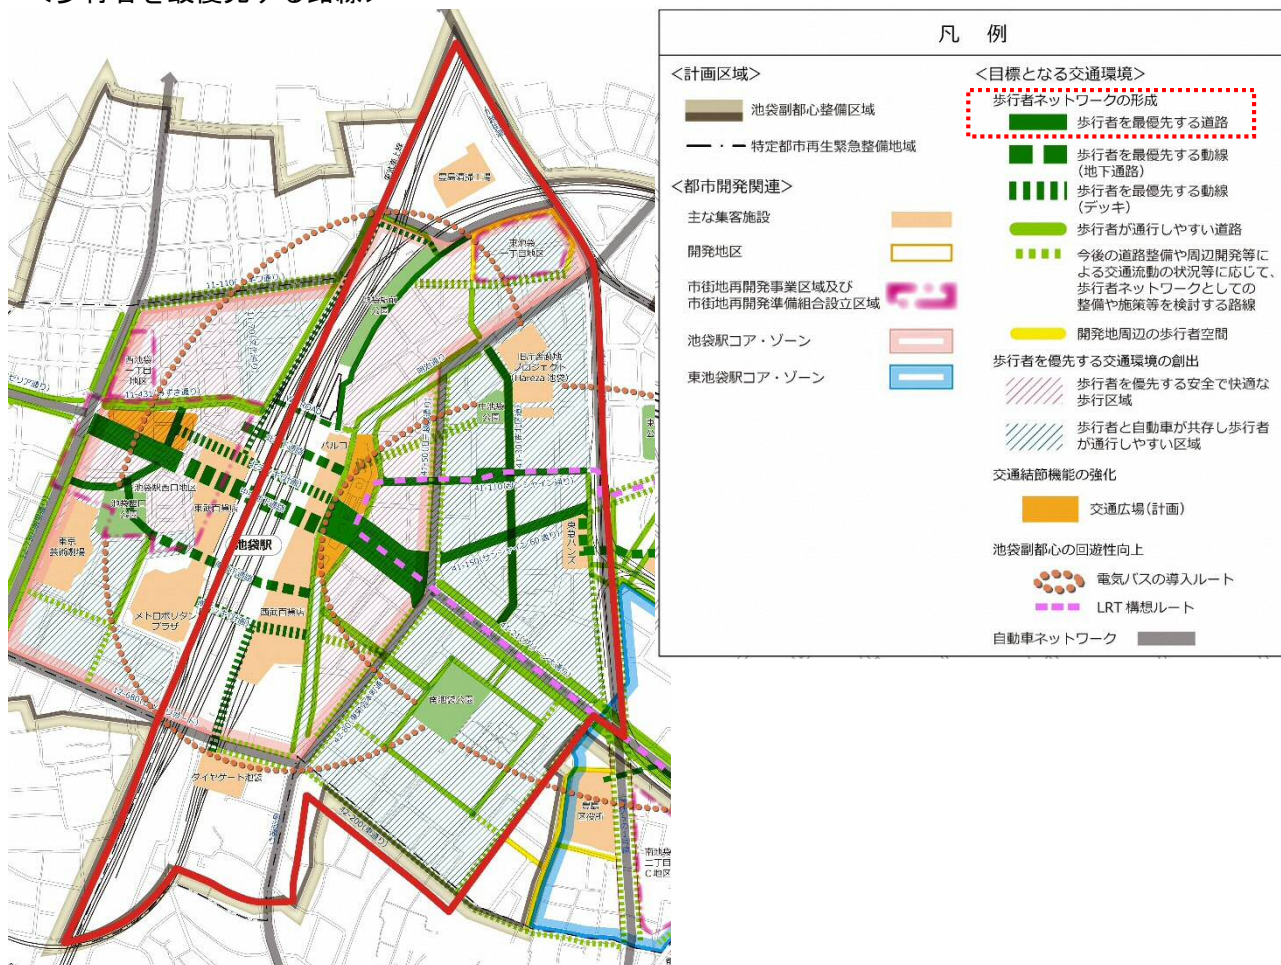 <歩行者を最優先する路線>
凡 例
<計画区域>
池袋副都心整備区域
特定都市再生緊急整備地域
<都市開発関連>
主な集客施設
開発地区
市街地再開発事業区域及び
市街地再開発準備組合設立区域
池袋駅コア・ゾーン
東池袋駅コア・ゾーン
<目標となる交通環境>
歩行者ネットワークの形成
歩行者を最優先する道路
歩行者を最優先する動線
(地下通路)
歩行者を最優先する動線
(デッキ)
歩行者が通行しやすい道路
今後の道路整備や周辺開発等に
よる交通流動の状況等に応じて、
歩行者ネットワークとしての
整備や施策等を検討する路線
開発地周辺の歩行者空間
歩行者を優先する交通環境の創出
歩行者を優先する安全で快適な
歩行区域
歩行者と自動車が共存し歩行者
が通行しやすい区域
交通結節機能の強化
交通広場(計画)
池袋副都心の回遊性向上
電気バスの導入ルート
LRT 構想ルート
自動車ネットワーク
豊島清掃工場
東池袋
一丁目地区
旧庁舎跡地
プロジェクト
(Hareza 池袋)
西池袋
一丁目
地区
中池袋
公園
パルコ
池袋駅西口地区
池袋西口
公園
東武百貨店
池袋駅
東京
芸術劇場
東急ハンズ
メトロポリタン
プラザ
西武百貨店
南池袋公園
ダイヤゲート池袋
豊島
区役所
南池袋
二丁目
C地区